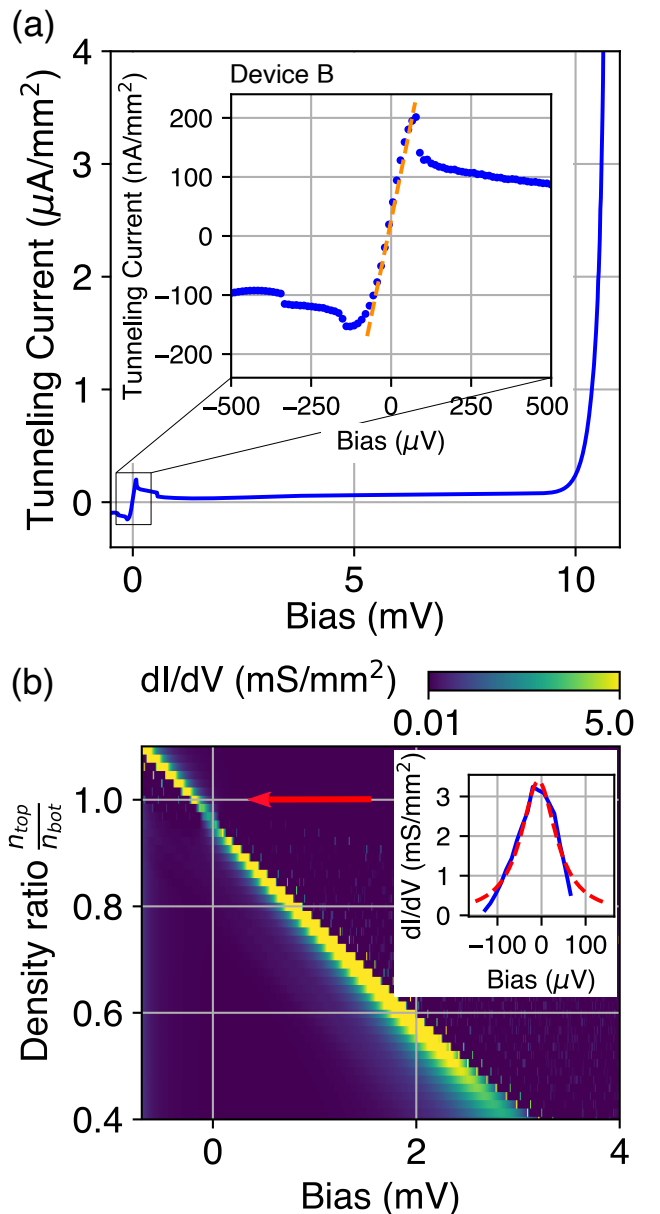 (a)
4
3
2
1
0
Tunneling Current (μA/mm²)
Device B
200
100
0
−100
−200
Tunneling Current (nA/mm²)
−500 −250 0 250 500
Bias (μV)
0 5 10
Bias (mV)
(b)
dI/dV (mS/mm²)
0.01 5.0
1.0
0.8
0.6
0.4
Density ratio n_top/n_bot
3
2
1
0
dI/dV (mS/mm²)
−100 0 100
Bias (μV)
0 2 4
Bias (mV)